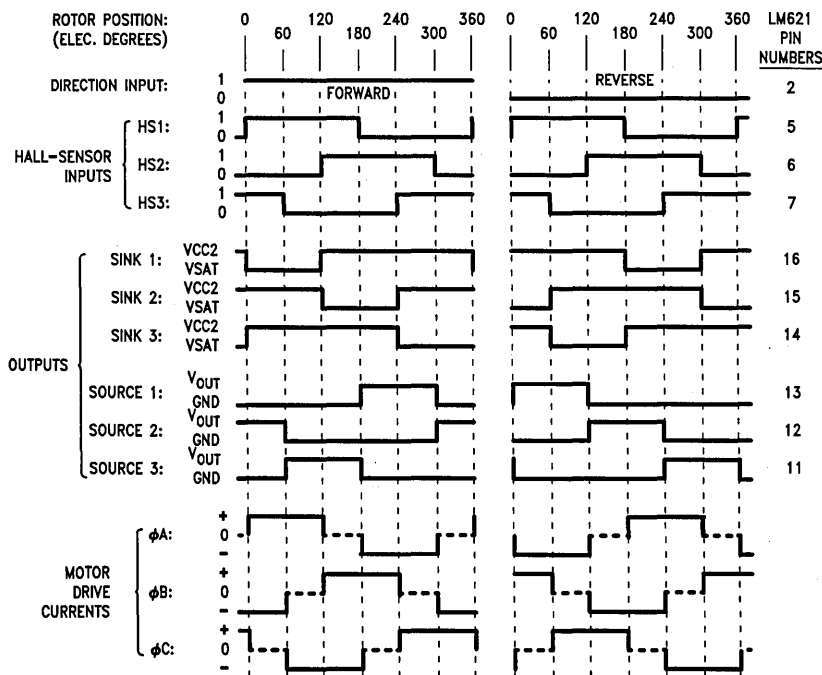 ROTOR POSITION: 0 120 240 360 0 120 240 360 LM621
(ELEC. DEGREES) 60 180 300 60 180 300 PIN
NUMBERS
DIRECTION INPUT: 1 0 FORWARD REVERSE 2
HALL-SENSOR INPUTS
HS1: 1 0 5
HS2: 1 0 6
HS3: 1 0 7
OUTPUTS
SINK 1: VCC2 VSAT 16
SINK 2: VCC2 VSAT 15
SINK 3: VCC2 VSAT 14
SOURCE 1: VOUT GND 13
SOURCE 2: VOUT GND 12
SOURCE 3: VOUT GND 11
MOTOR DRIVE CURRENTS
ϕA: + 0 −
ϕB: + 0 −
ϕC: + 0 −